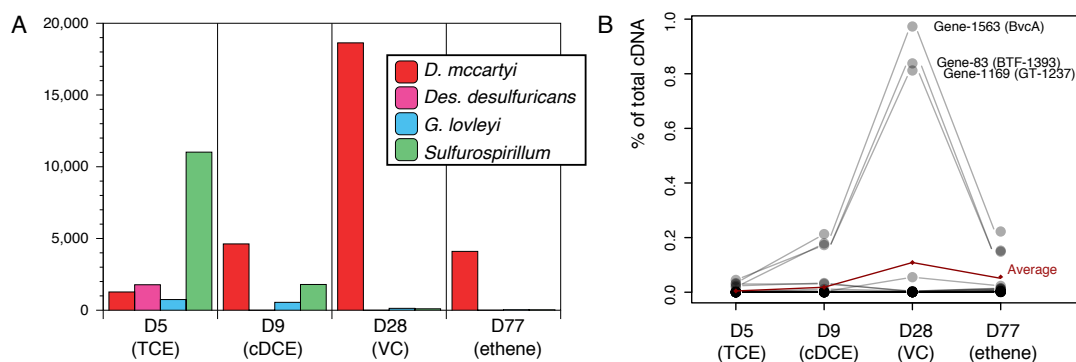 A
20,000
15,000
10,000
5,000
0
D. mccartyi
Des. desulfuricans
G. lovleyi
Sulfurospirillum
D5
(TCE)
D9
(cDCE)
D28
(VC)
D77
(ethene)
B
% of total cDNA
1.0
0.8
0.6
0.4
0.2
0.0
Gene-1563 (BvcA)
Gene-83 (BTF-1393)
Gene-1169 (GT-1237)
Average
D5
(TCE)
D9
(cDCE)
D28
(VC)
D77
(ethene)